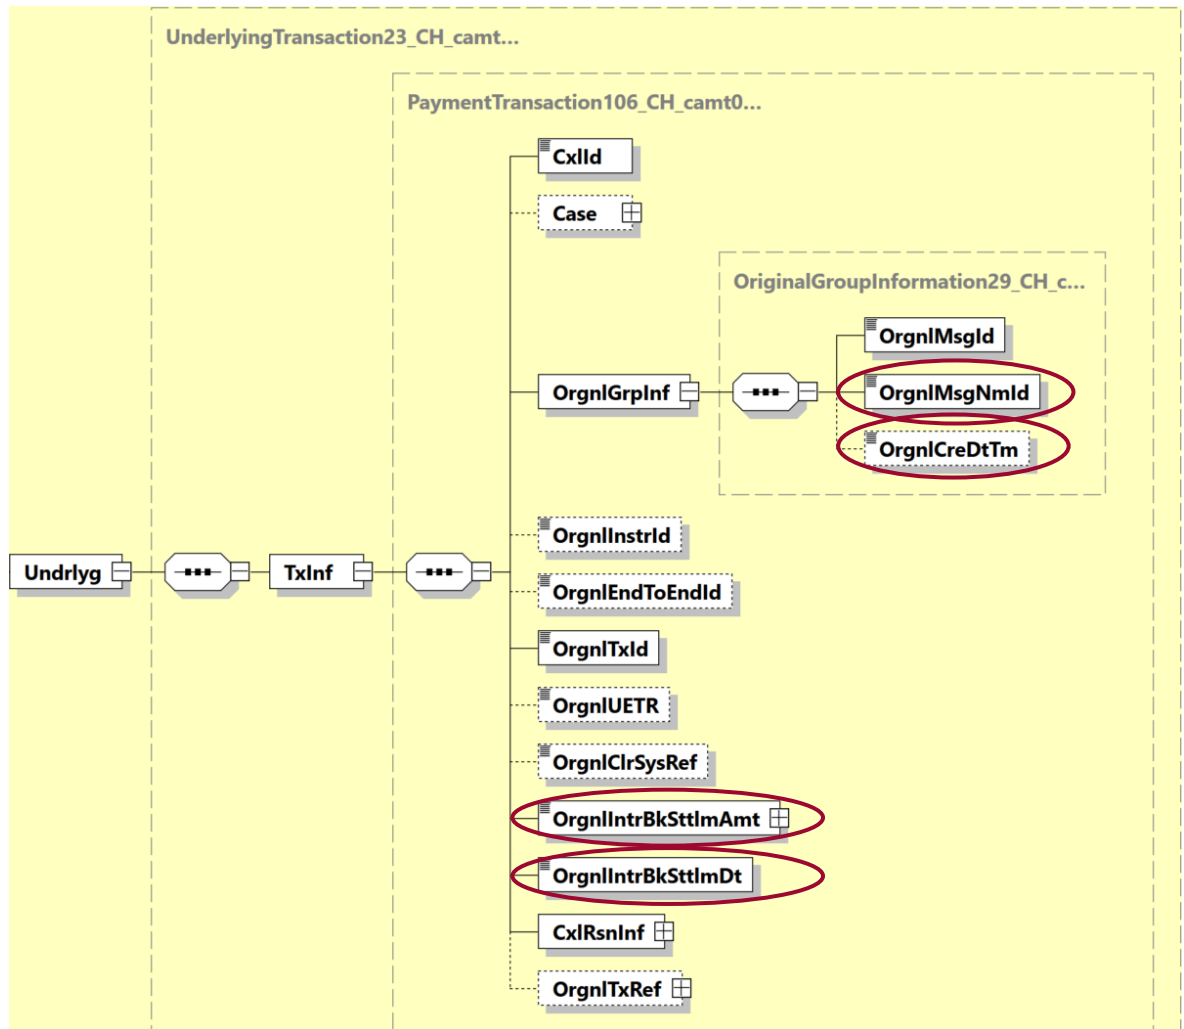 UnderlyingTransaction23_CH_camt...
PaymentTransaction106_CH_camt0...
CxlId
Case
OriginalGroupInformation29_CH_c...
OrgnlMsgId
OrgnlGrpInf
OrgnlMsgNmId
OrgnlCreDtTm
OrgnlInstrId
Undrlyg
TxInf
OrgnlEndToEndId
OrgnlTxId
OrgnlUETR
OrgnlClrSysRef
OrgnlIntrBkSttlmAmt
OrgnlIntrBkSttlmDt
CxlRsnInf
OrgnlTxRef